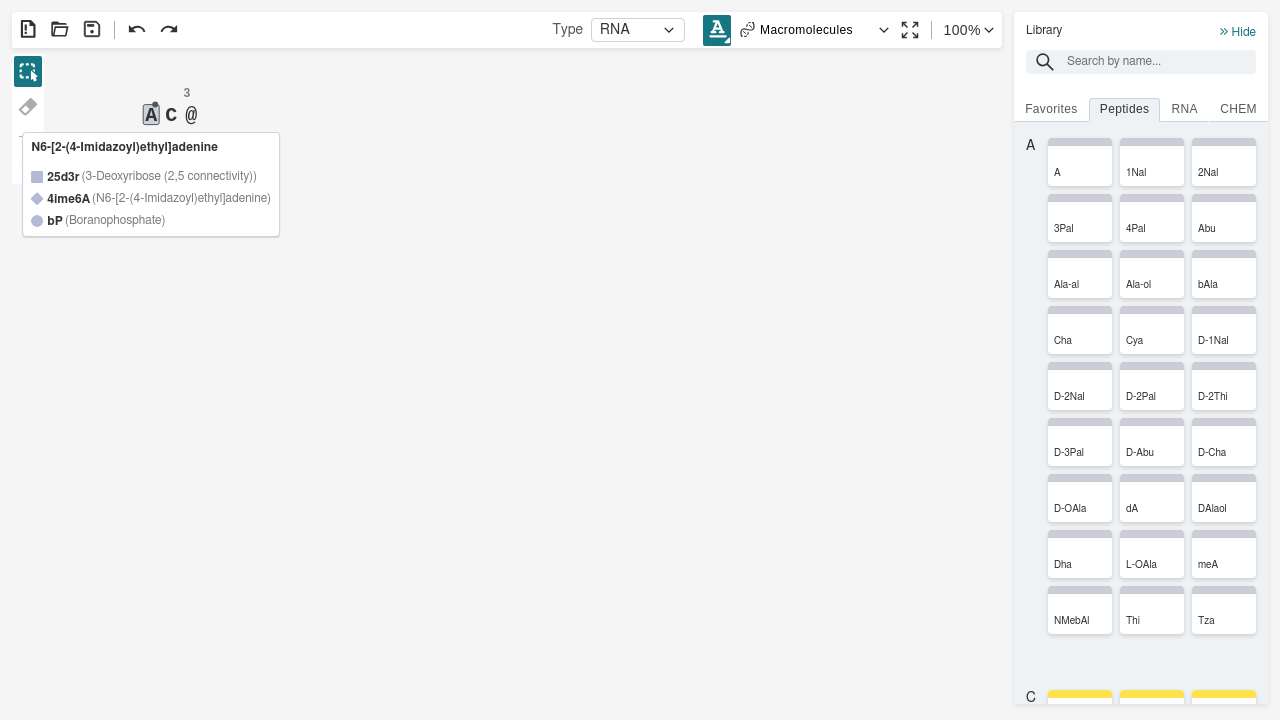 Type
RNA
A
Macromolecules
100%
Library
Hide
Search by name...
Favorites
Peptides
RNA
CHEM
3
A C @
N6-[2-(4-Imidazoyl)ethyl]adenine
25d3r (3-Deoxyribose (2,5 connectivity))
4ime6A (N6-[2-(4-Imidazoyl)ethyl]adenine)
bP (Boranophosphate)
A
A 1Nal 2Nal
3Pal 4Pal Abu
Ala-al Ala-ol bAla
Cha Cya D-1Nal
D-2Nal D-2Pal D-2Thi
D-3Pal D-Abu D-Cha
D-OAla dA DAlaol
Dha L-OAla meA
NMebAl Thi Tza
C